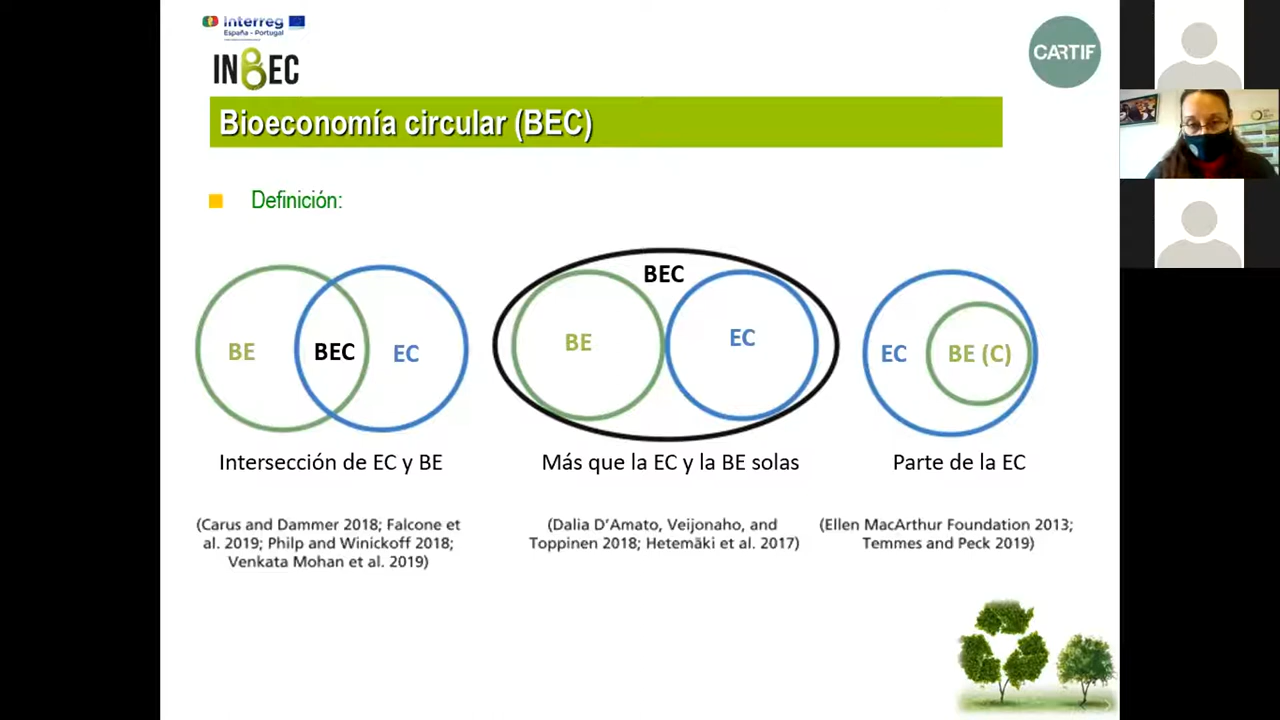 Interreg
España - Portugal
INBEC
CARTIF
Bioeconomía circular (BEC)
Definición:
BE
BEC
EC
BEC
BE
EC
EC
BE (C)
Intersección de EC y BE
Más que la EC y la BE solas
Parte de la EC
(Carus and Dammer 2018; Falcone et
al. 2019; Philp and Winickoff 2018;
Venkata Mohan et al. 2019)
(Dalia D’Amato, Veijonaho, and
Toppinen 2018; Hetemäki et al. 2017)
(Ellen MacArthur Foundation 2013;
Temmes and Peck 2019)